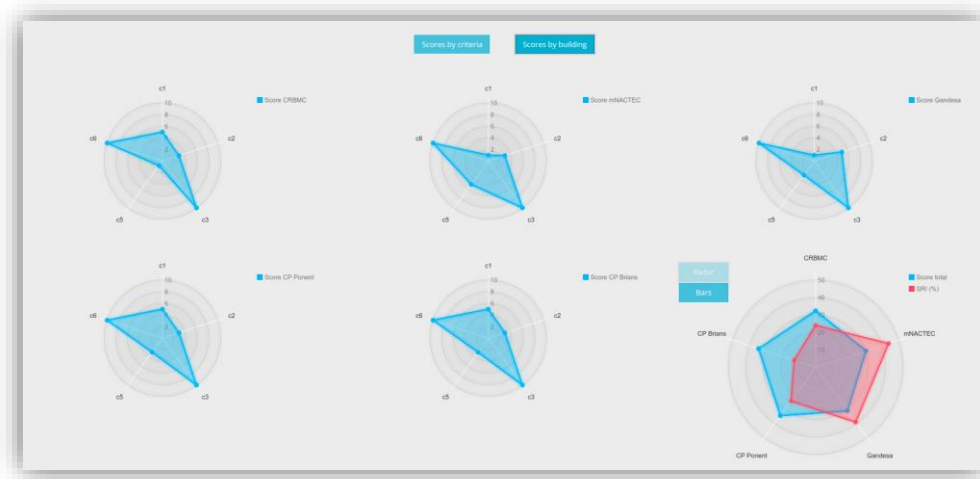 Scores by criteria
Scores by building
c1
Score CRBMC
10
8
6
4
2
c2
c6
c5
c3
c1
Score mNACTEC
10
8
6
4
2
c2
c6
c5
c3
c1
Score Gandesa
10
8
6
4
2
c2
c6
c5
c3
c1
Score CP Ponent
10
8
6
2
c2
c6
c5
c3
c1
Score CP Brians
10
8
6
2
c2
c6
c5
c3
Radar
Bars
CRBMC
Score total
SRI (%)
50
40
20
10
mNACTEC
CP Brians
CP Ponent
Gandesa